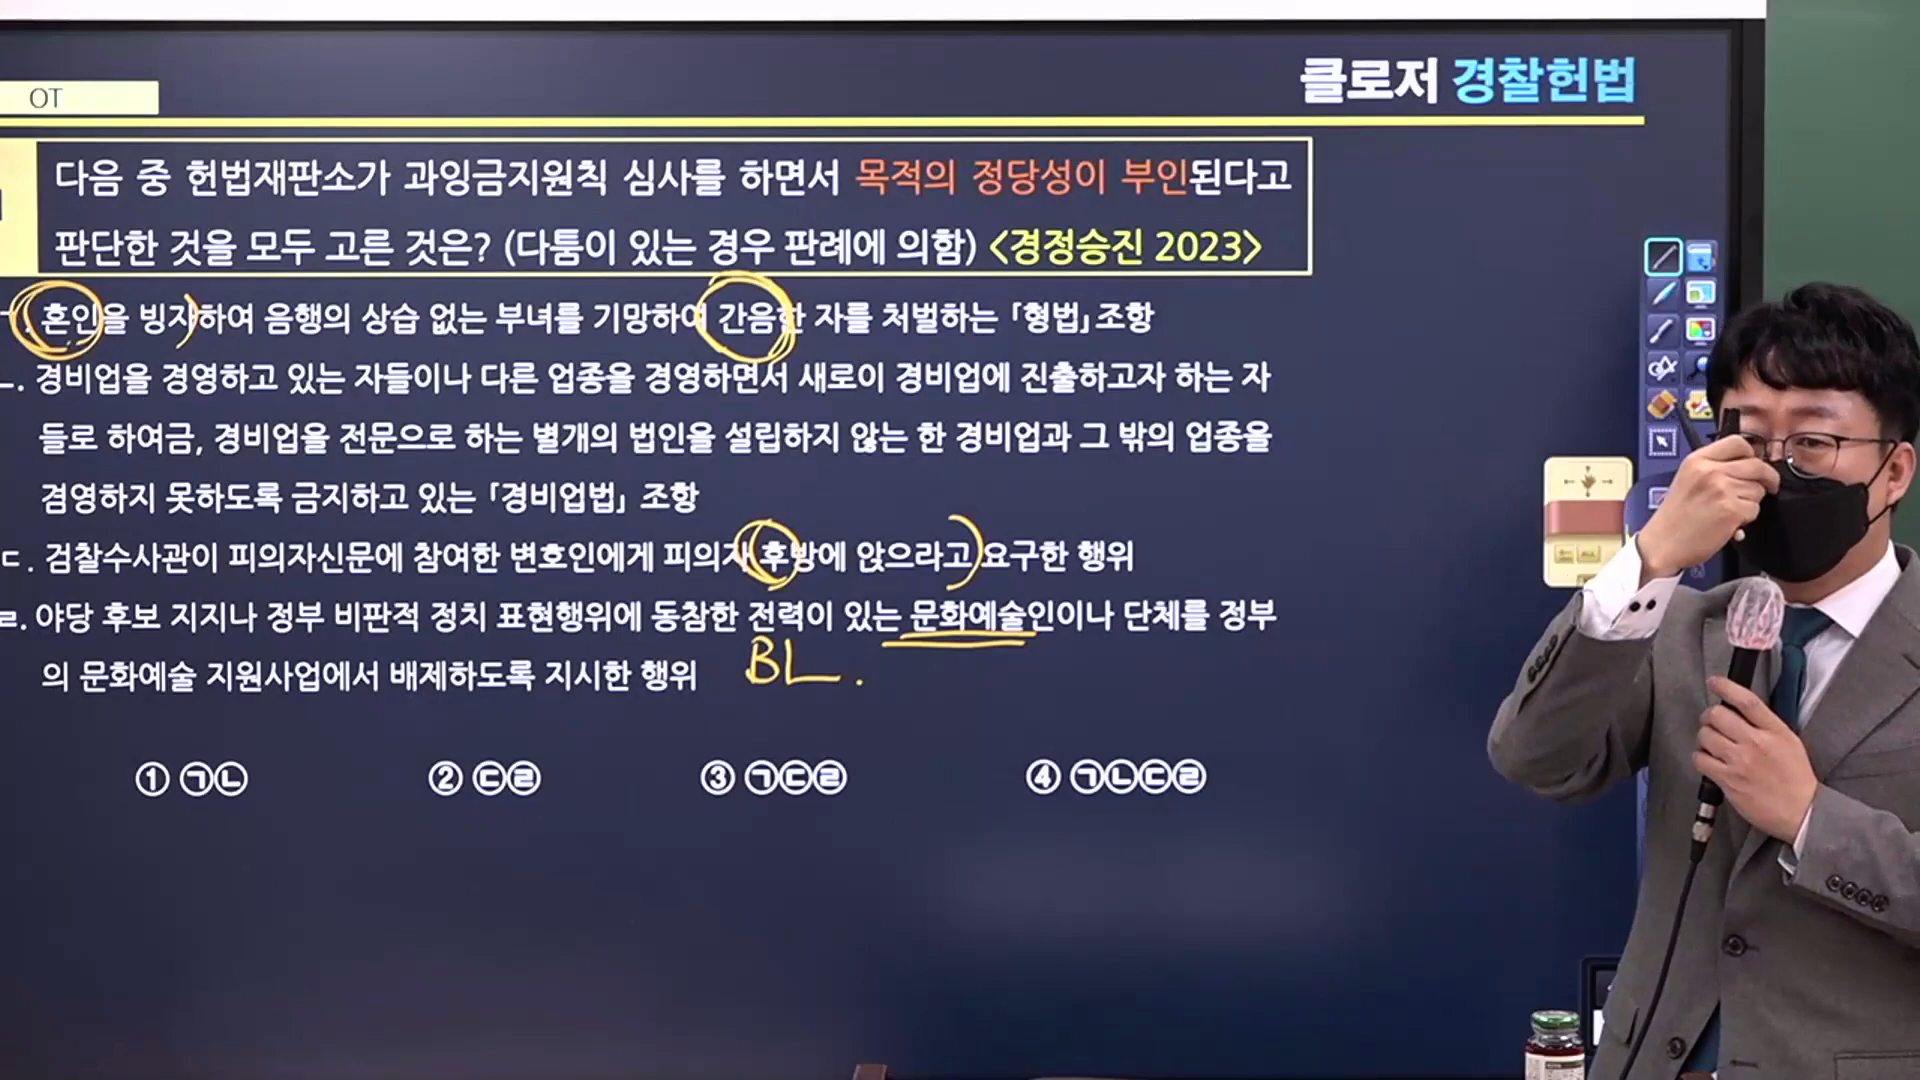 클로저 경찰헌법
OT
다음 중 헌법재판소가 과잉금지원칙 심사를 하면서 목적의 정당성이 부인된다고
판단한 것을 모두 고른 것은? (다툼이 있는 경우 판례에 의함) <경정승진 2023>
ㄱ. 혼인을 빙자하여 음행의 상습 없는 부녀를 기망하여 간음한 자를 처벌하는 「형법」 조항
ㄴ. 경비업을 경영하고 있는 자들이나 다른 업종을 경영하면서 새로이 경비업에 진출하고자 하는 자
들로 하여금, 경비업을 전문으로 하는 별개의 법인을 설립하지 않는 한 경비업과 그 밖의 업종을
겸영하지 못하도록 금지하고 있는 「경비업법」 조항
ㄷ. 검찰수사관이 피의자신문에 참여한 변호인에게 피의자 후방에 앉으라고 요구한 행위
ㄹ. 야당 후보 지지나 정부 비판적 정치 표현행위에 동참한 전력이 있는 문화예술인이나 단체를 정부
의 문화예술 지원사업에서 배제하도록 지시한 행위 BL.
① ㉠㉡ ② ㉢㉣ ③ ㉠㉢㉣ ④ ㉠㉡㉢㉣